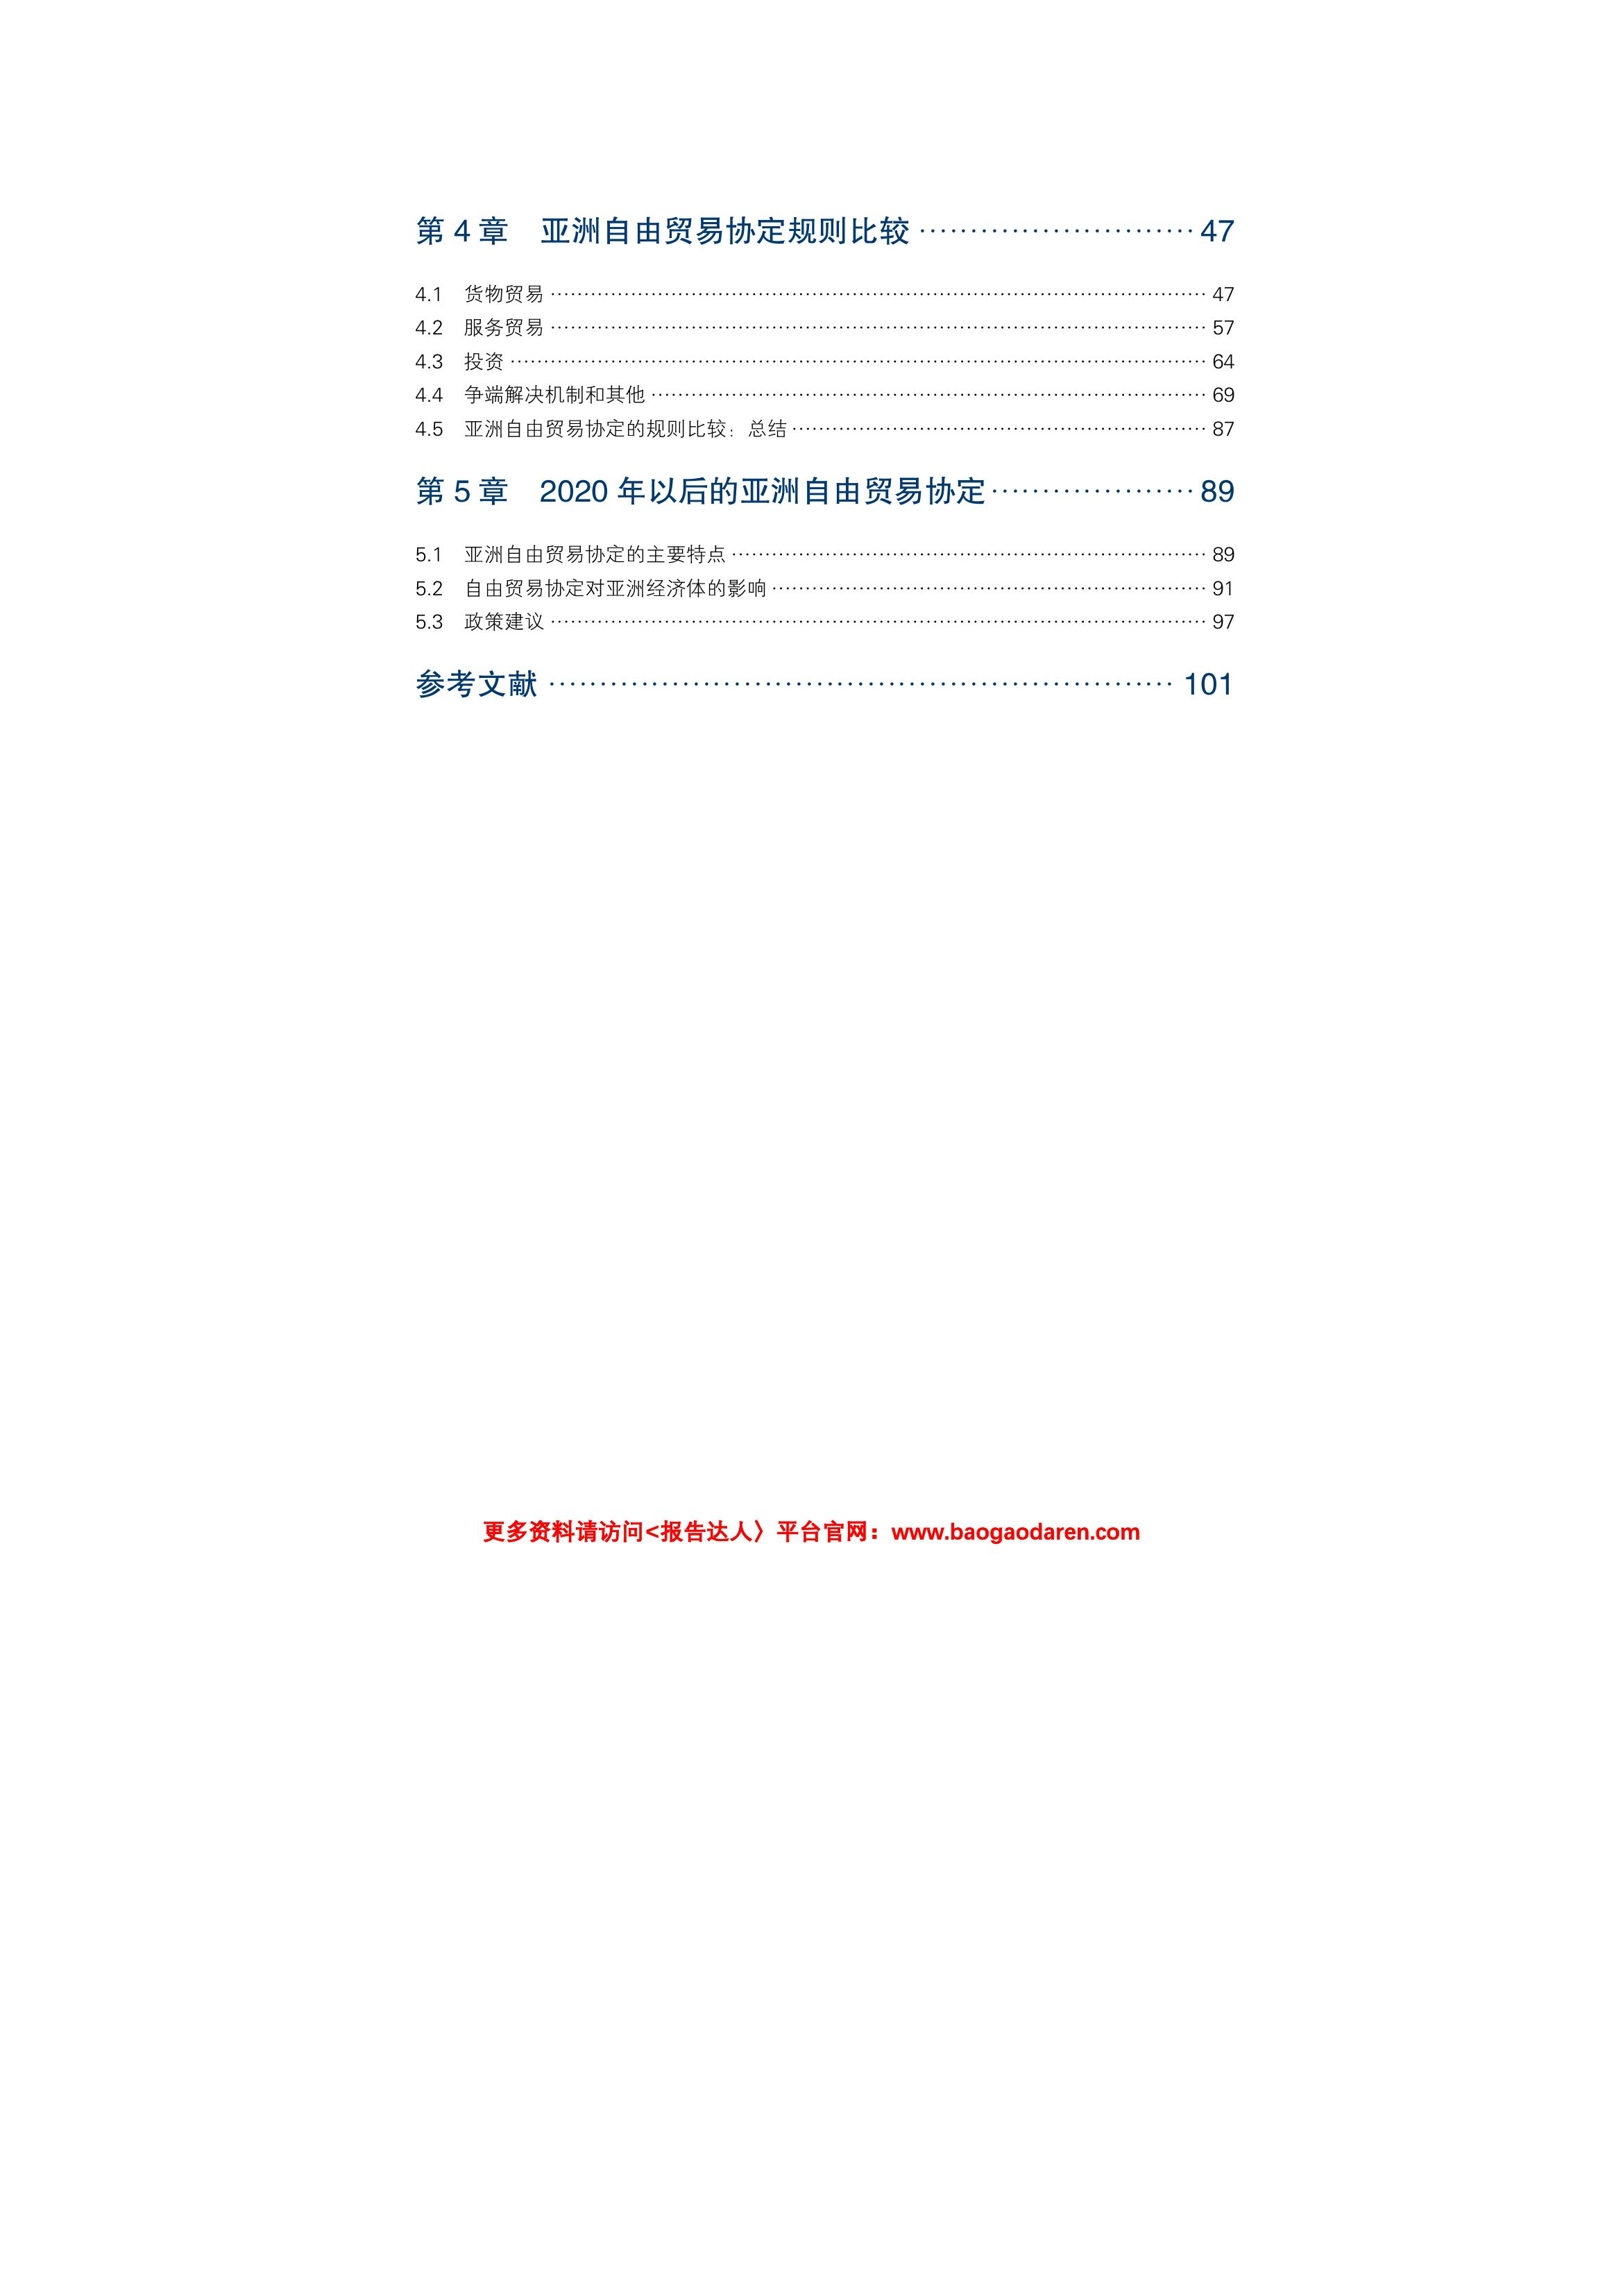 第 4 章　亚洲自由贸易协定规则比较 ··························· 47
4.1　货物贸易 ································································ 47
4.2　服务贸易 ································································ 57
4.3　投资 ···································································· 64
4.4　争端解决机制和其他 ······················································ 69
4.5　亚洲自由贸易协定的规则比较：总结 ········································ 87
第 5 章　2020 年以后的亚洲自由贸易协定 ···················· 89
5.1　亚洲自由贸易协定的主要特点 ·············································· 89
5.2　自由贸易协定对亚洲经济体的影响 ·········································· 91
5.3　政策建议 ································································ 97
参考文献 ····························································· 101
更多资料请访问<报告达人〉平台官网：www.baogaodaren.com